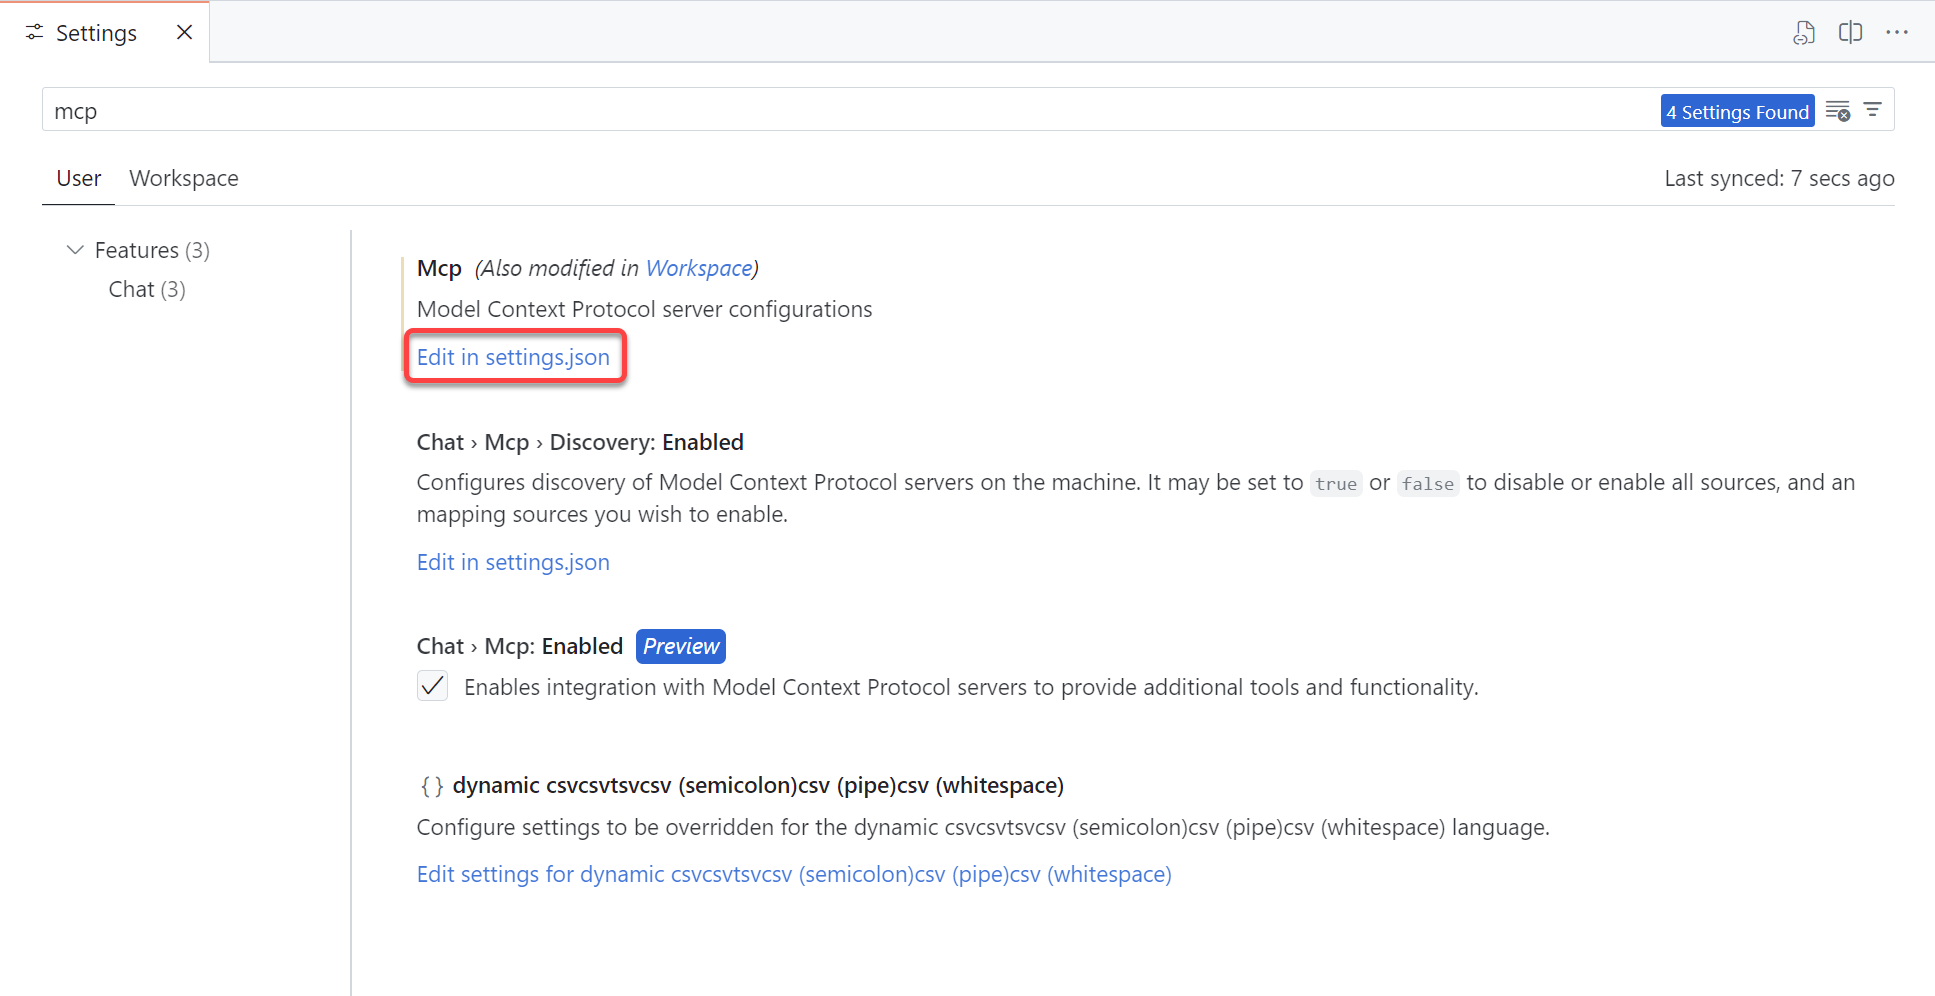 Settings
mcp
4 Settings Found
User Workspace
Last synced: 7 secs ago
Features (3)
Chat (3)
Mcp (Also modified in Workspace)
Model Context Protocol server configurations
Edit in settings.json
Chat › Mcp › Discovery: Enabled
Configures discovery of Model Context Protocol servers on the machine. It may be set to true or false to disable or enable all sources, and an
mapping sources you wish to enable.
Edit in settings.json
Chat › Mcp: Enabled Preview
Enables integration with Model Context Protocol servers to provide additional tools and functionality.
{} dynamic csvcsvtsvcsv (semicolon)csv (pipe)csv (whitespace)
Configure settings to be overridden for the dynamic csvcsvtsvcsv (semicolon)csv (pipe)csv (whitespace) language.
Edit settings for dynamic csvcsvtsvcsv (semicolon)csv (pipe)csv (whitespace)